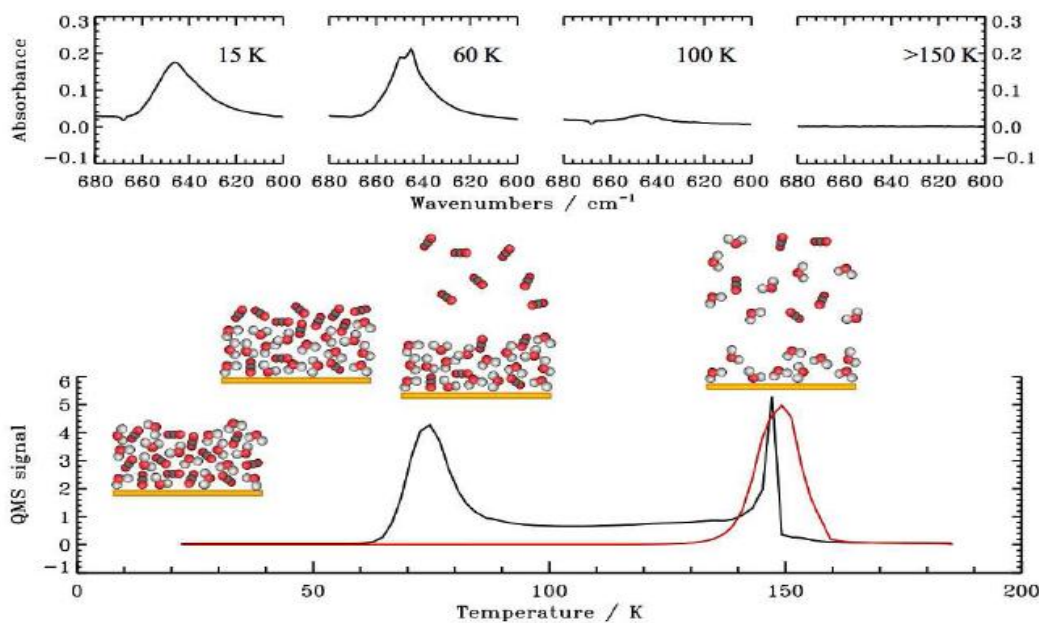 0.3 0.3
15 K 60 K 100 K >150 K
0.2 0.2
Absorbance
0.1 0.1
0.0 0.0
-0.1 -0.1
680 660 640 620 680 660 640 620 600 680 660 640 620 600 680 660 640 620 600
Wavenumbers / cm⁻¹
6
5
4
QMS signal
3
2
1
0
-1
0 50 100 150 200
Temperature / K